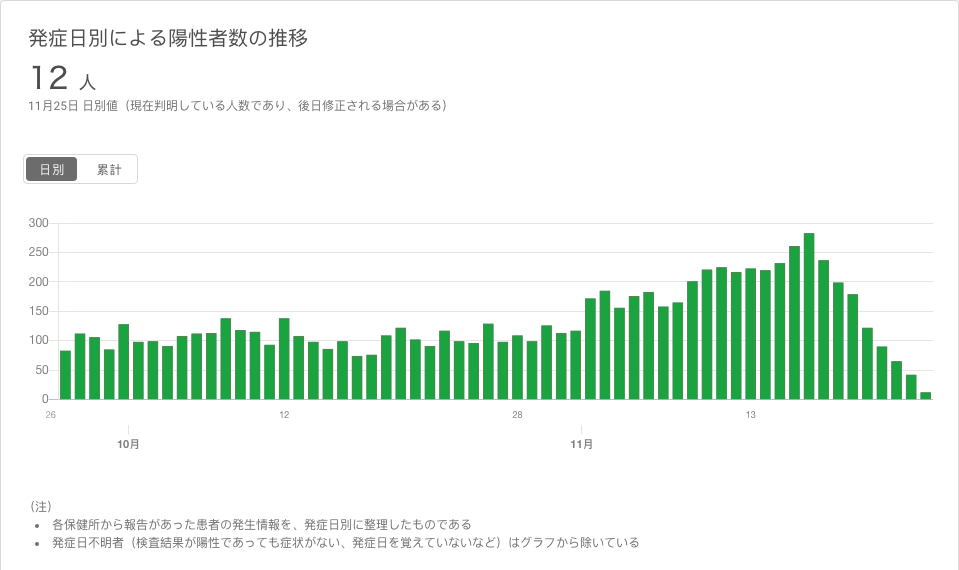 発症日別による陽性者数の推移
12 人
11月25日 日別値（現在判明している人数であり、後日修正される場合がある）
日別 累計
300
250
200
150
100
50
0
26 12 28 13
10月 11月
（注）
• 各保健所から報告があった患者の発生情報を、発症日別に整理したものである
• 発症日不明者（検査結果が陽性であっても症状がない、発症日を覚えていないなど）はグラフから除いている